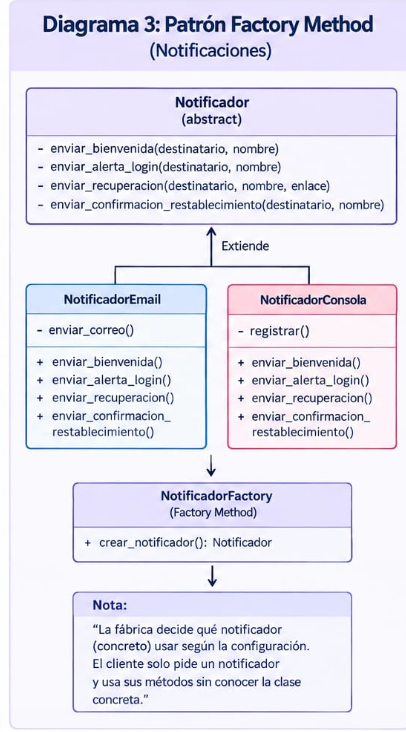 Diagrama 3: Patrón Factory Method
(Notificaciones)
Notificador
(abstract)
- enviar_bienvenida(destinatario, nombre)
- enviar_alerta_login(destinatario, nombre)
- enviar_recuperacion(destinatario, nombre, enlace)
- enviar_confirmacion_restablecimiento(destinatario, nombre)
Extiende
NotificadorEmail
- enviar_correo()
+ enviar_bienvenida()
+ enviar_alerta_login()
+ enviar_recuperacion()
+ enviar_confirmacion_
restablecimiento()
NotificadorConsola
- registrar()
+ enviar_bienvenida()
+ enviar_alerta_login()
+ enviar_recuperacion()
+ enviar_confirmacion_
restablecimiento()
NotificadorFactory
(Factory Method)
+ crear_notificador(): Notificador
Nota:
“La fábrica decide qué notificador
(concreto) usar según la configuración.
El cliente solo pide un notificador
y usa sus métodos sin conocer la clase
concreta.”